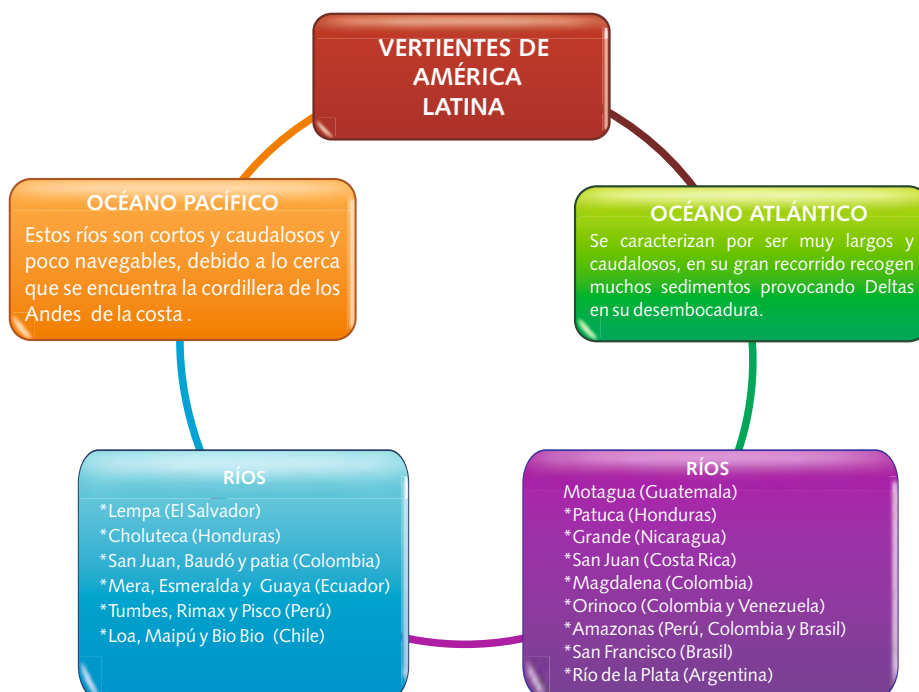 VERTIENTES DE
AMÉRICA
LATINA
OCÉANO PACÍFICO
Estos ríos son cortos y caudalosos y
poco navegables, debido a lo cerca
que se encuentra la cordillera de los
Andes de la costa .
OCÉANO ATLÁNTICO
Se caracterizan por ser muy largos y
caudalosos, en su gran recorrido recogen
muchos sedimentos provocando Deltas
en su desembocadura.
RÍOS
*Lempa (El Salvador)
*Choluteca (Honduras)
*San Juan, Baudó y patia (Colombia)
*Mera, Esmeralda y Guaya (Ecuador)
*Tumbes, Rimax y Pisco (Perú)
*Loa, Maipú y Bio Bio (Chile)
RÍOS
Motagua (Guatemala)
*Patuca (Honduras)
*Grande (Nicaragua)
*San Juan (Costa Rica)
*Magdalena (Colombia)
*Orinoco (Colombia y Venezuela)
*Amazonas (Perú, Colombia y Brasil)
*San Francisco (Brasil)
*Río de la Plata (Argentina)